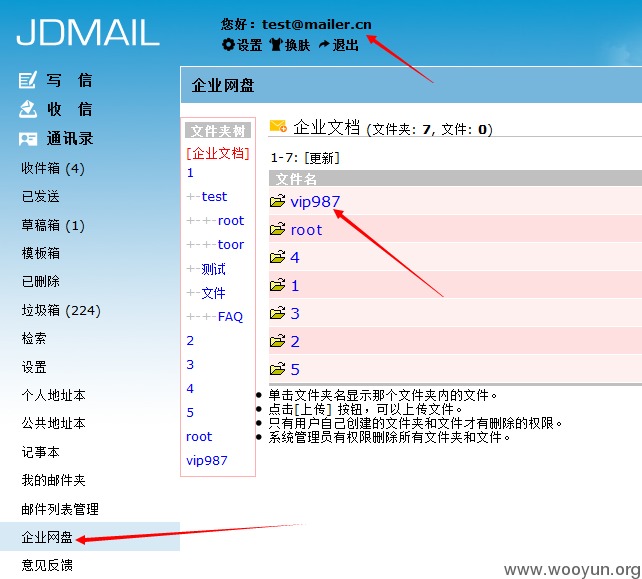 JDMAIL
您好：test@mailer.cn
设置 换肤 退出
写 信
收 信
通讯录
收件箱 (4)
已发送
草稿箱 (1)
模板箱
已删除
垃圾箱 (224)
检索
设置
个人地址本
公共地址本
记事本
我的邮件夹
邮件列表管理
企业网盘
意见反馈
企业网盘
文件夹树
[企业文档]
1
+-test
+-+-root
+-+-toor
+-测试
+-文件
+-+-FAQ
2
3
4
5
root
vip987
企业文档 (文件夹: 7, 文件: 0)
1-7: [更新]
文件名
vip987
root
4
1
3
2
5
● 单击文件夹名显示那个文件夹内的文件。
● 点击[上传] 按钮，可以上传文件。
● 只有用户自己创建的文件夹和文件才有删除的权限。
● 系统管理员有权限删除所有文件夹和文件。
www.wooyun.org